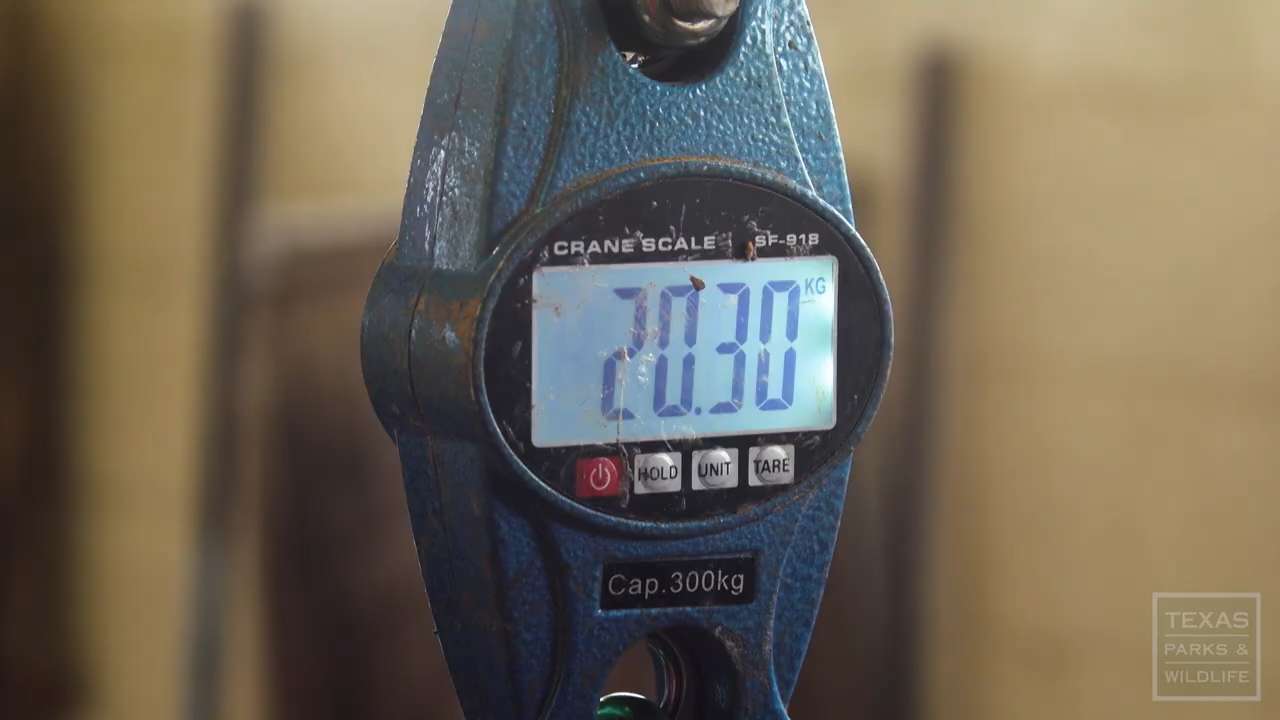 CRANE SCALE SF-918
20.30 KG
HOLD UNIT TARE
Cap.300kg
TEXAS
PARKS &
WILDLIFE